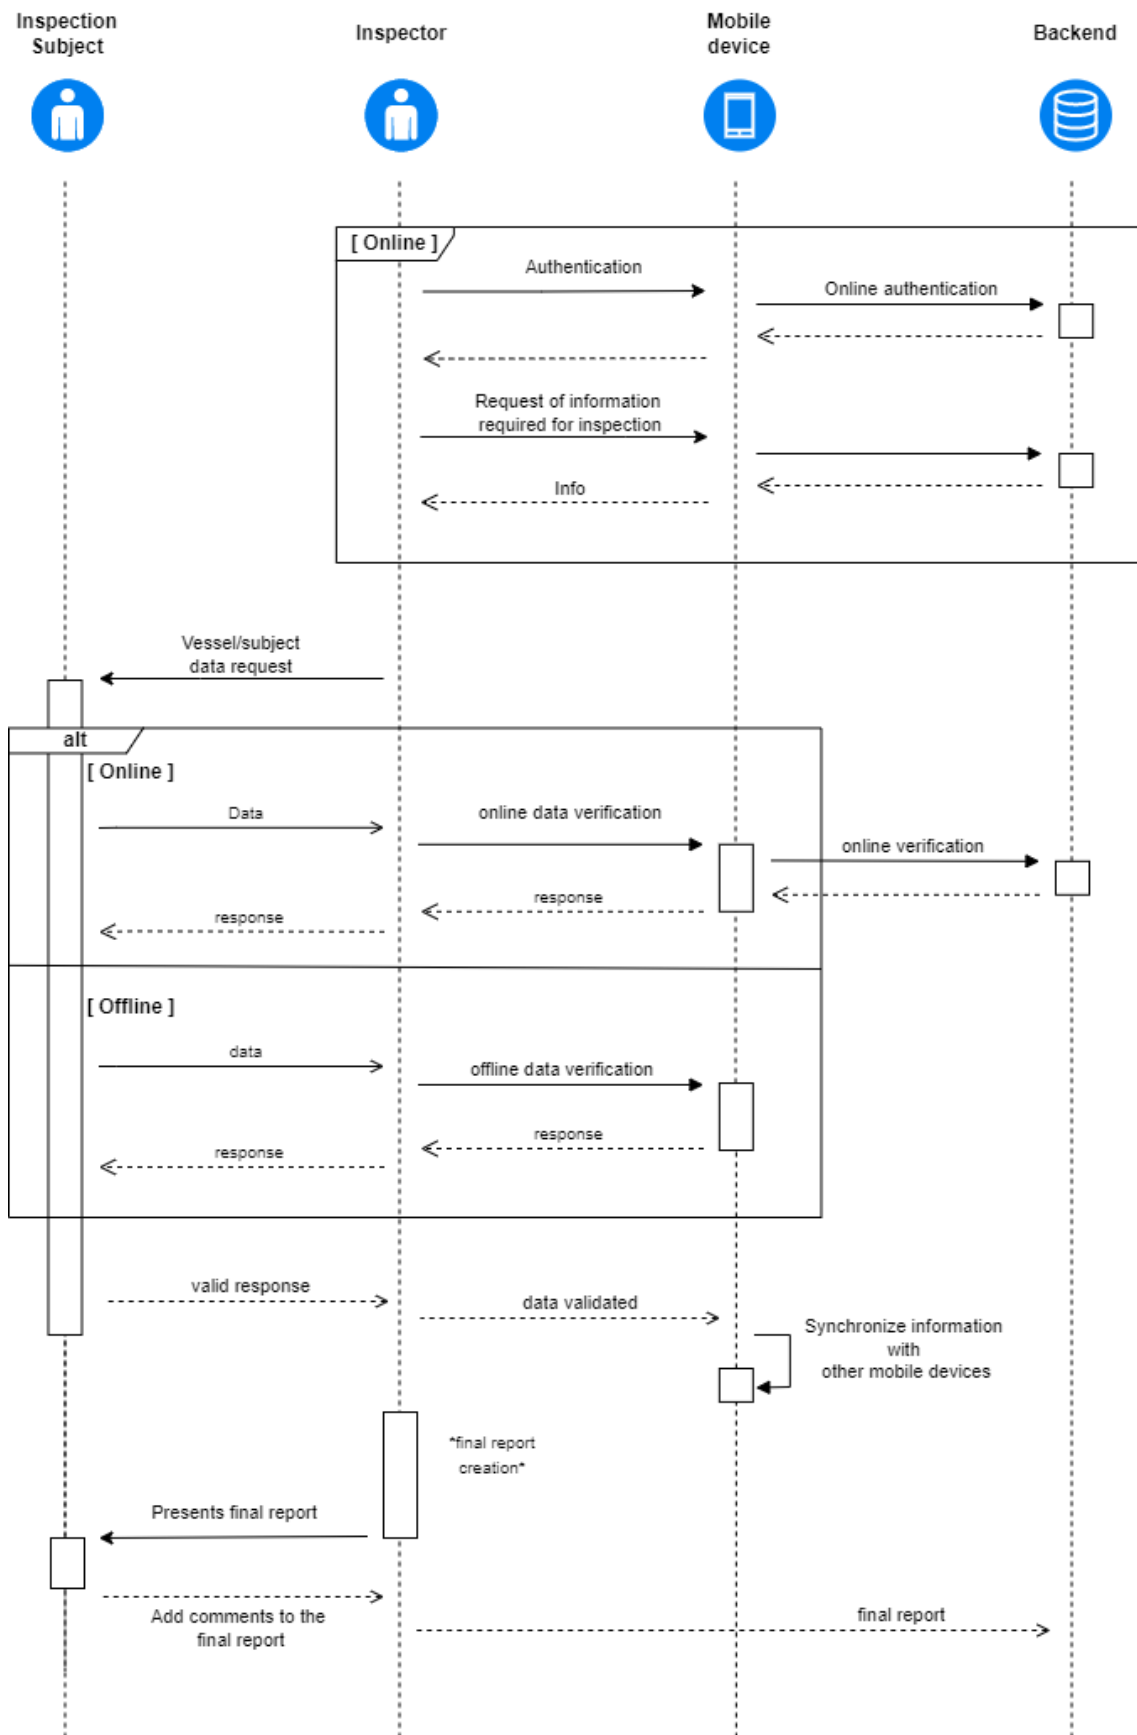 Inspection
Subject
Inspector
Mobile
device
Backend
[ Online ]
Authentication
Online authentication
Request of information
required for inspection
Info
Vessel/subject
data request
alt
[ Online ]
Data
online data verification
online verification
response
response
[ Offline ]
data
offline data verification
response
response
valid response
data validated
Synchronize information
with
other mobile devices
*final report
creation*
Presents final report
Add comments to the
final report
final report